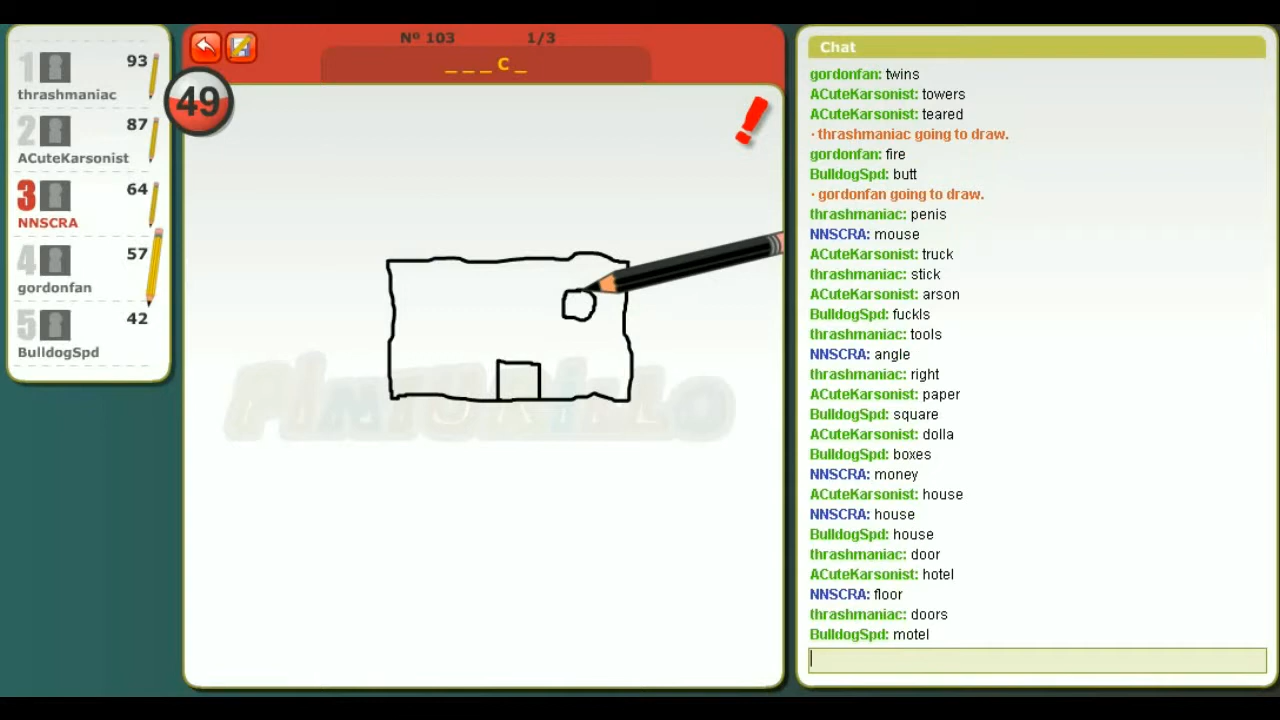 1 93
thrashmaniac
2 87
ACuteKarsonist
3 64
NNSCRA
4 57
gordonfan
5 42
BulldogSpd
49
Nº 103 1/3
_ _ _ C _
PINTURILLO
Chat
gordonfan: twins
ACuteKarsonist: towers
ACuteKarsonist: teared
· thrashmaniac going to draw.
gordonfan: fire
BulldogSpd: butt
· gordonfan going to draw.
thrashmaniac: penis
NNSCRA: mouse
ACuteKarsonist: truck
thrashmaniac: stick
ACuteKarsonist: arson
BulldogSpd: fuckls
thrashmaniac: tools
NNSCRA: angle
thrashmaniac: right
ACuteKarsonist: paper
BulldogSpd: square
ACuteKarsonist: dolla
BulldogSpd: boxes
NNSCRA: money
ACuteKarsonist: house
NNSCRA: house
BulldogSpd: house
thrashmaniac: door
ACuteKarsonist: hotel
NNSCRA: floor
thrashmaniac: doors
BulldogSpd: motel